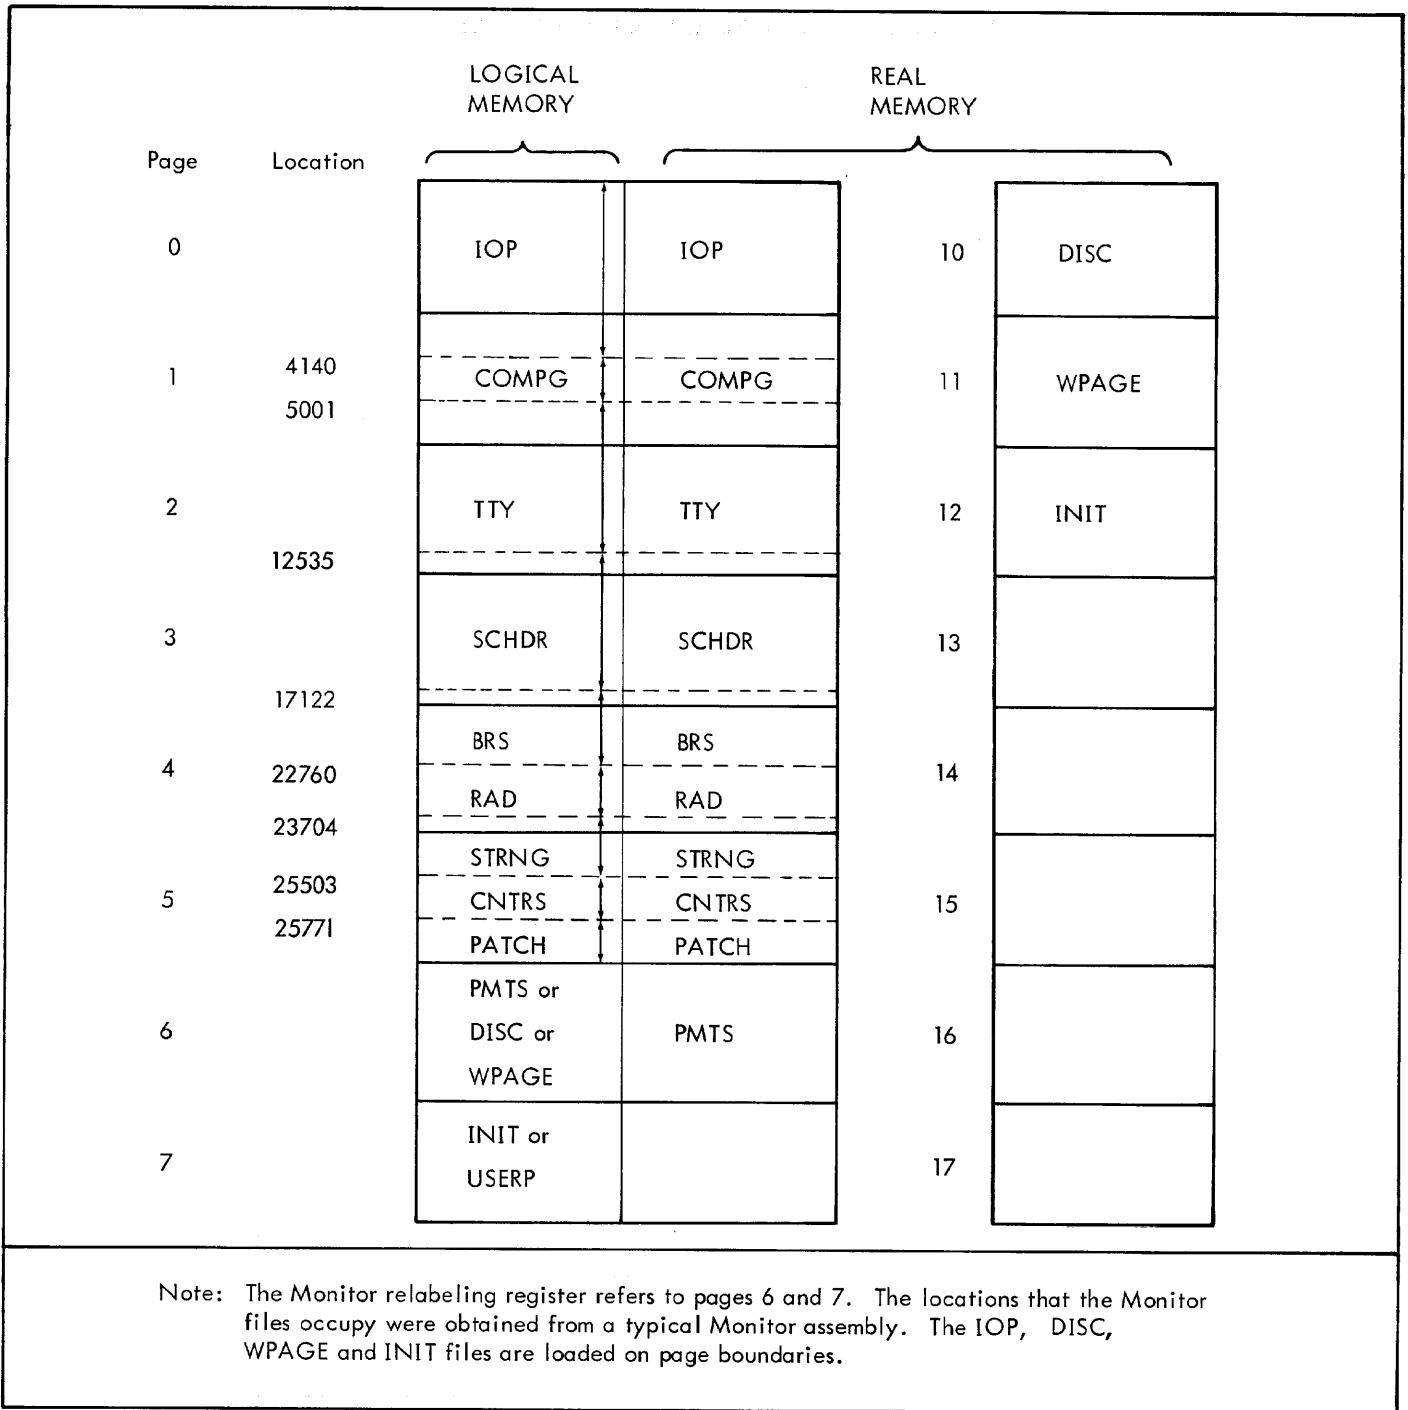 LOGICAL MEMORY
REAL MEMORY
Page Location
0 IOP IOP 10 DISC
4140
1 COMPG COMPG 11 WPAGE
5001
2 TTY TTY 12 INIT
12535
3 SCHDR SCHDR 13
17122
BRS BRS
4 22760 14
RAD RAD
23704
STRNG STRNG
25503
5 CNTRS CNTRS 15
25771
PATCH PATCH
PMTS or
6 DISC or PMTS 16
WPAGE
INIT or
7 17
USERP
Note: The Monitor relabeling register refers to pages 6 and 7. The locations that the Monitor
files occupy were obtained from a typical Monitor assembly. The IOP, DISC,
WPAGE and INIT files are loaded on page boundaries.